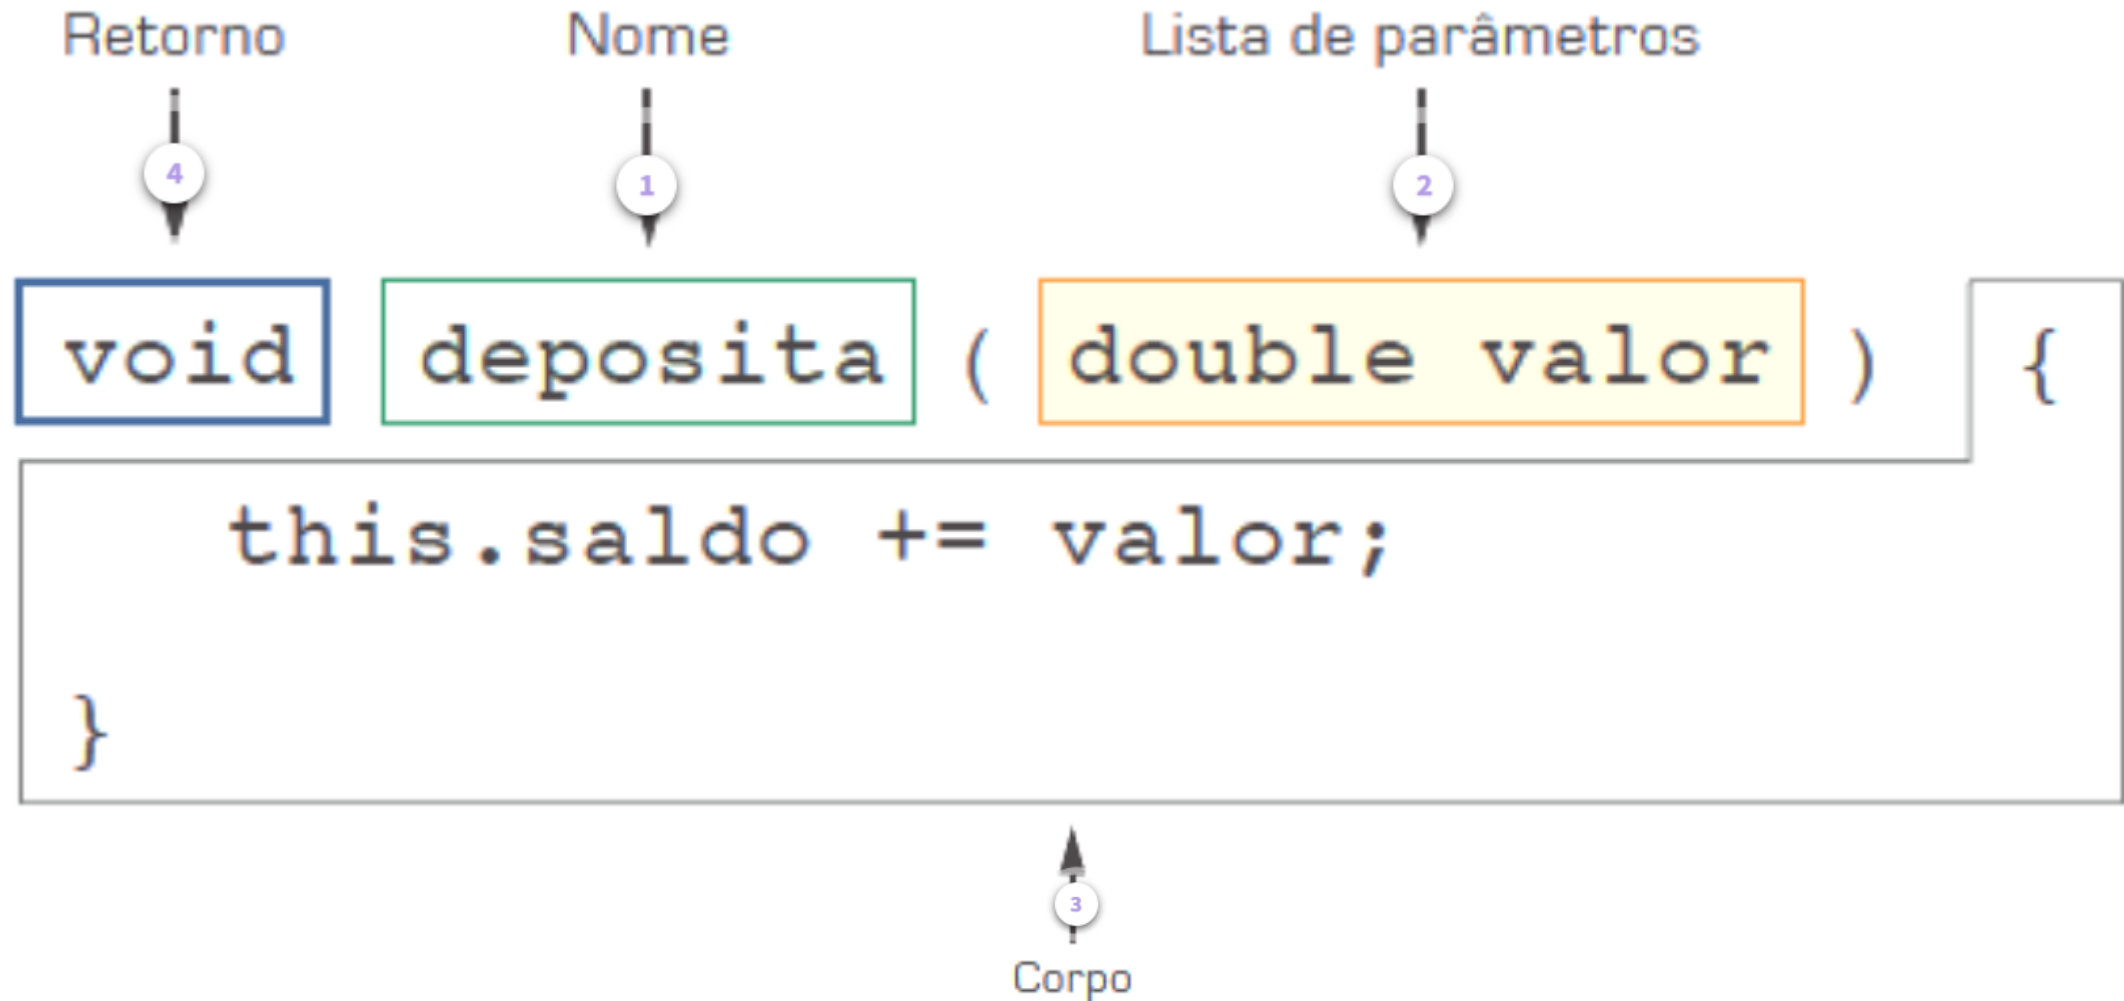 Retorno Nome Lista de parâmetros
4 1 2
void deposita ( double valor ) {
this.saldo += valor;
}
3
Corpo